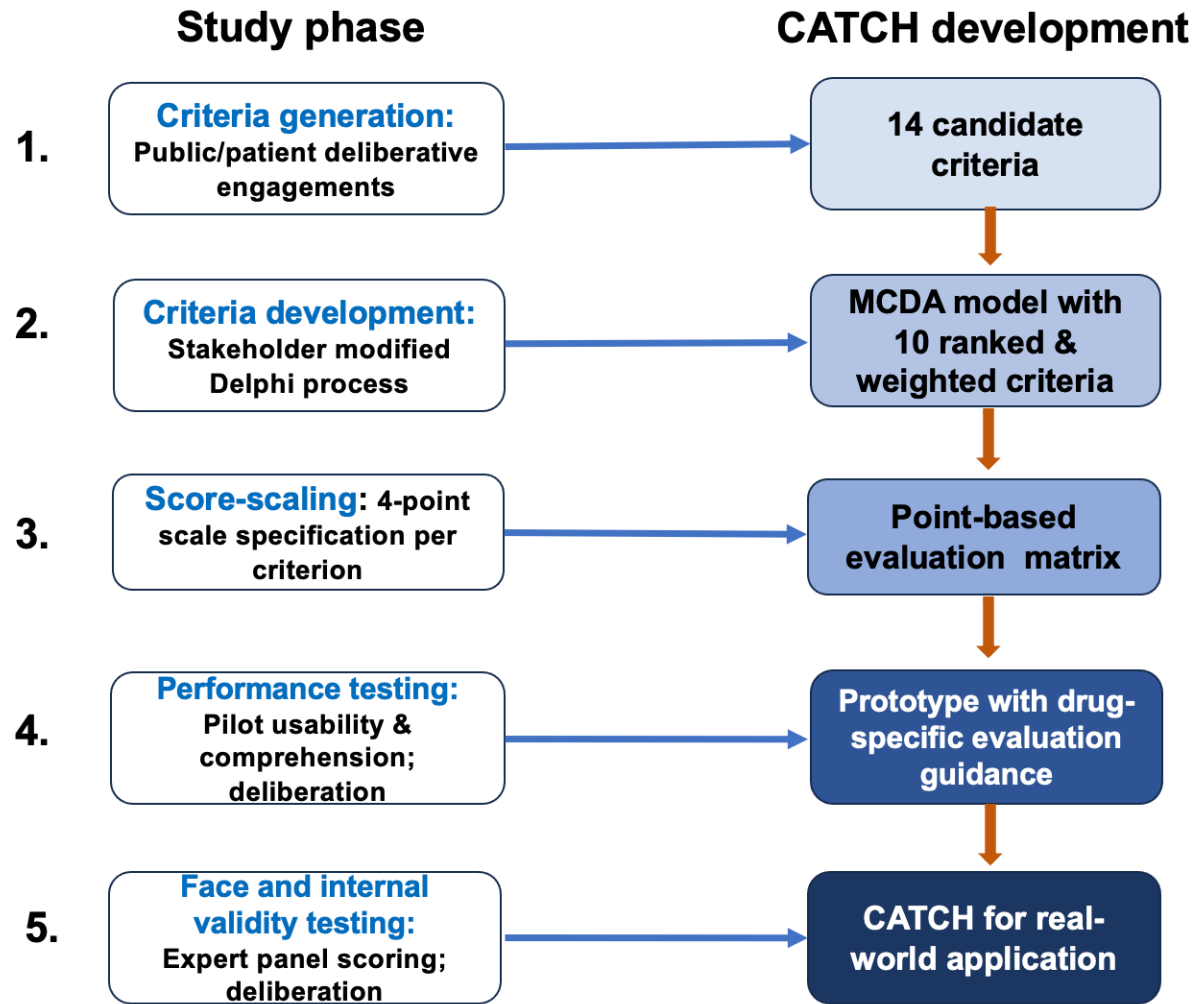 Study phase
CATCH development
1.
Criteria generation:
Public/patient deliberative
engagements
14 candidate
criteria
2.
Criteria development:
Stakeholder modified
Delphi process
MCDA model with
10 ranked &
weighted criteria
3.
Score-scaling: 4-point
scale specification per
criterion
Point-based
evaluation  matrix
4.
Performance testing:
Pilot usability &
comprehension;
deliberation
Prototype with drug-
specific evaluation
guidance
5.
Face and internal
validity testing:
Expert panel scoring;
deliberation
CATCH for real-
world application